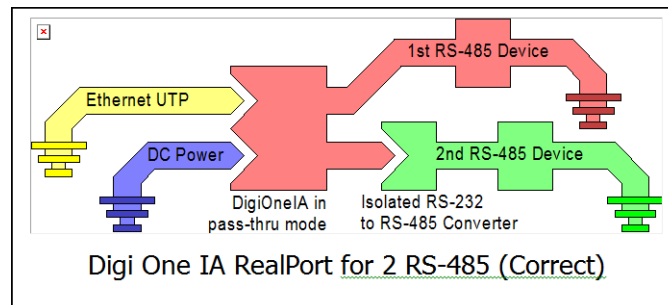 1st RS-485 Device
Ethernet UTP
DC Power
2nd RS-485 Device
DigiOneIA in
pass-thru mode
Isolated RS-232
to RS-485 Converter
Digi One IA RealPort for 2 RS-485 (Correct)